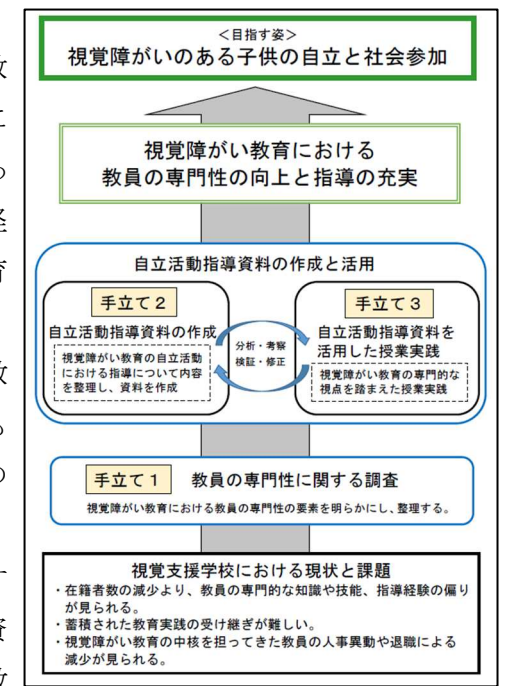 <目指す姿>
視覚障がいのある子供の自立と社会参加
視覚障がい教育における
教員の専門性の向上と指導の充実
自立活動指導資料の作成と活用
手立て2
自立活動指導資料の作成
視覚障がい教育の自立活動
における指導について内容
を整理し、資料を作成
分析・考察
検証・修正
手立て3
自立活動指導資料を
活用した授業実践
視覚障がい教育の専門的な
視点を踏まえた授業実践
手立て1 教員の専門性に関する調査
視覚障がい教育における教員の専門性の要素を明らかにし、整理する。
視覚支援学校における現状と課題
・在籍者数の減少より、教員の専門的な知識や技能、指導経験の偏り
が見られる。
・蓄積された教育実践の受け継ぎが難しい。
・視覚障がい教育の中核を担ってきた教員の人事異動や退職による
減少が見られる。